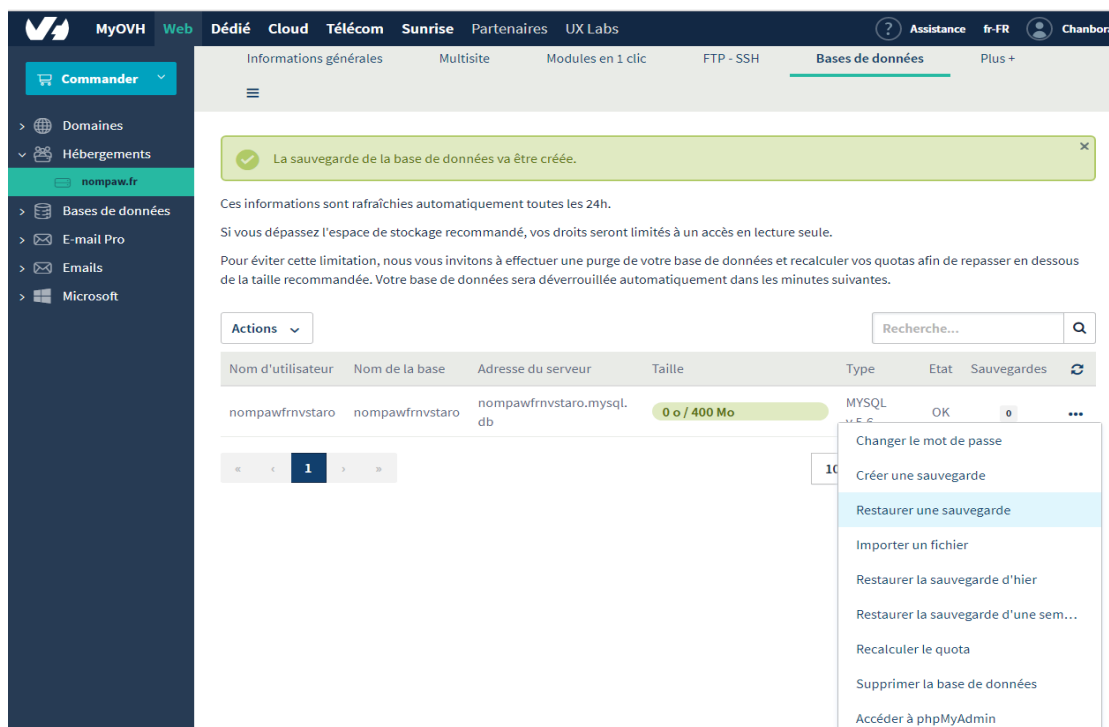 MyOVH Web Dédié Cloud Télécom Sunrise Partenaires UX Labs ? Assistance fr-FR
Commander
Domaines
Hébergements
nompaw.fr
Bases de données
E-mail Pro
Emails
Microsoft
Informations générales Multisite Modules en 1 clic FTP - SSH Bases de données Plus +
La sauvegarde de la base de données va être créée.
Ces informations sont rafraîchies automatiquement toutes les 24h.
Si vous dépassez l'espace de stockage recommandé, vos droits seront limités à un accès en lecture seule.
Pour éviter cette limitation, nous vous invitons à effectuer une purge de votre base de données et recalculer vos quotas afin de repasser en dessous
de la taille recommandée. Votre base de données sera déverrouillée automatiquement dans les minutes suivantes.
Actions
Recherche...
Nom d'utilisateur Nom de la base Adresse du serveur Taille Type Etat Sauvegardes
nompawfrnvstaro nompawfrnvstaro nompawfrnvstaro.mysql.
db
0 o / 400 Mo MYSQL
v 5.6 OK 0
« ‹ 1 › » 10
Changer le mot de passe
Créer une sauvegarde
Restaurer une sauvegarde
Importer un fichier
Restaurer la sauvegarde d'hier
Restaurer la sauvegarde d'une sem…
Recalculer le quota
Supprimer la base de données
Accéder à phpMyAdmin